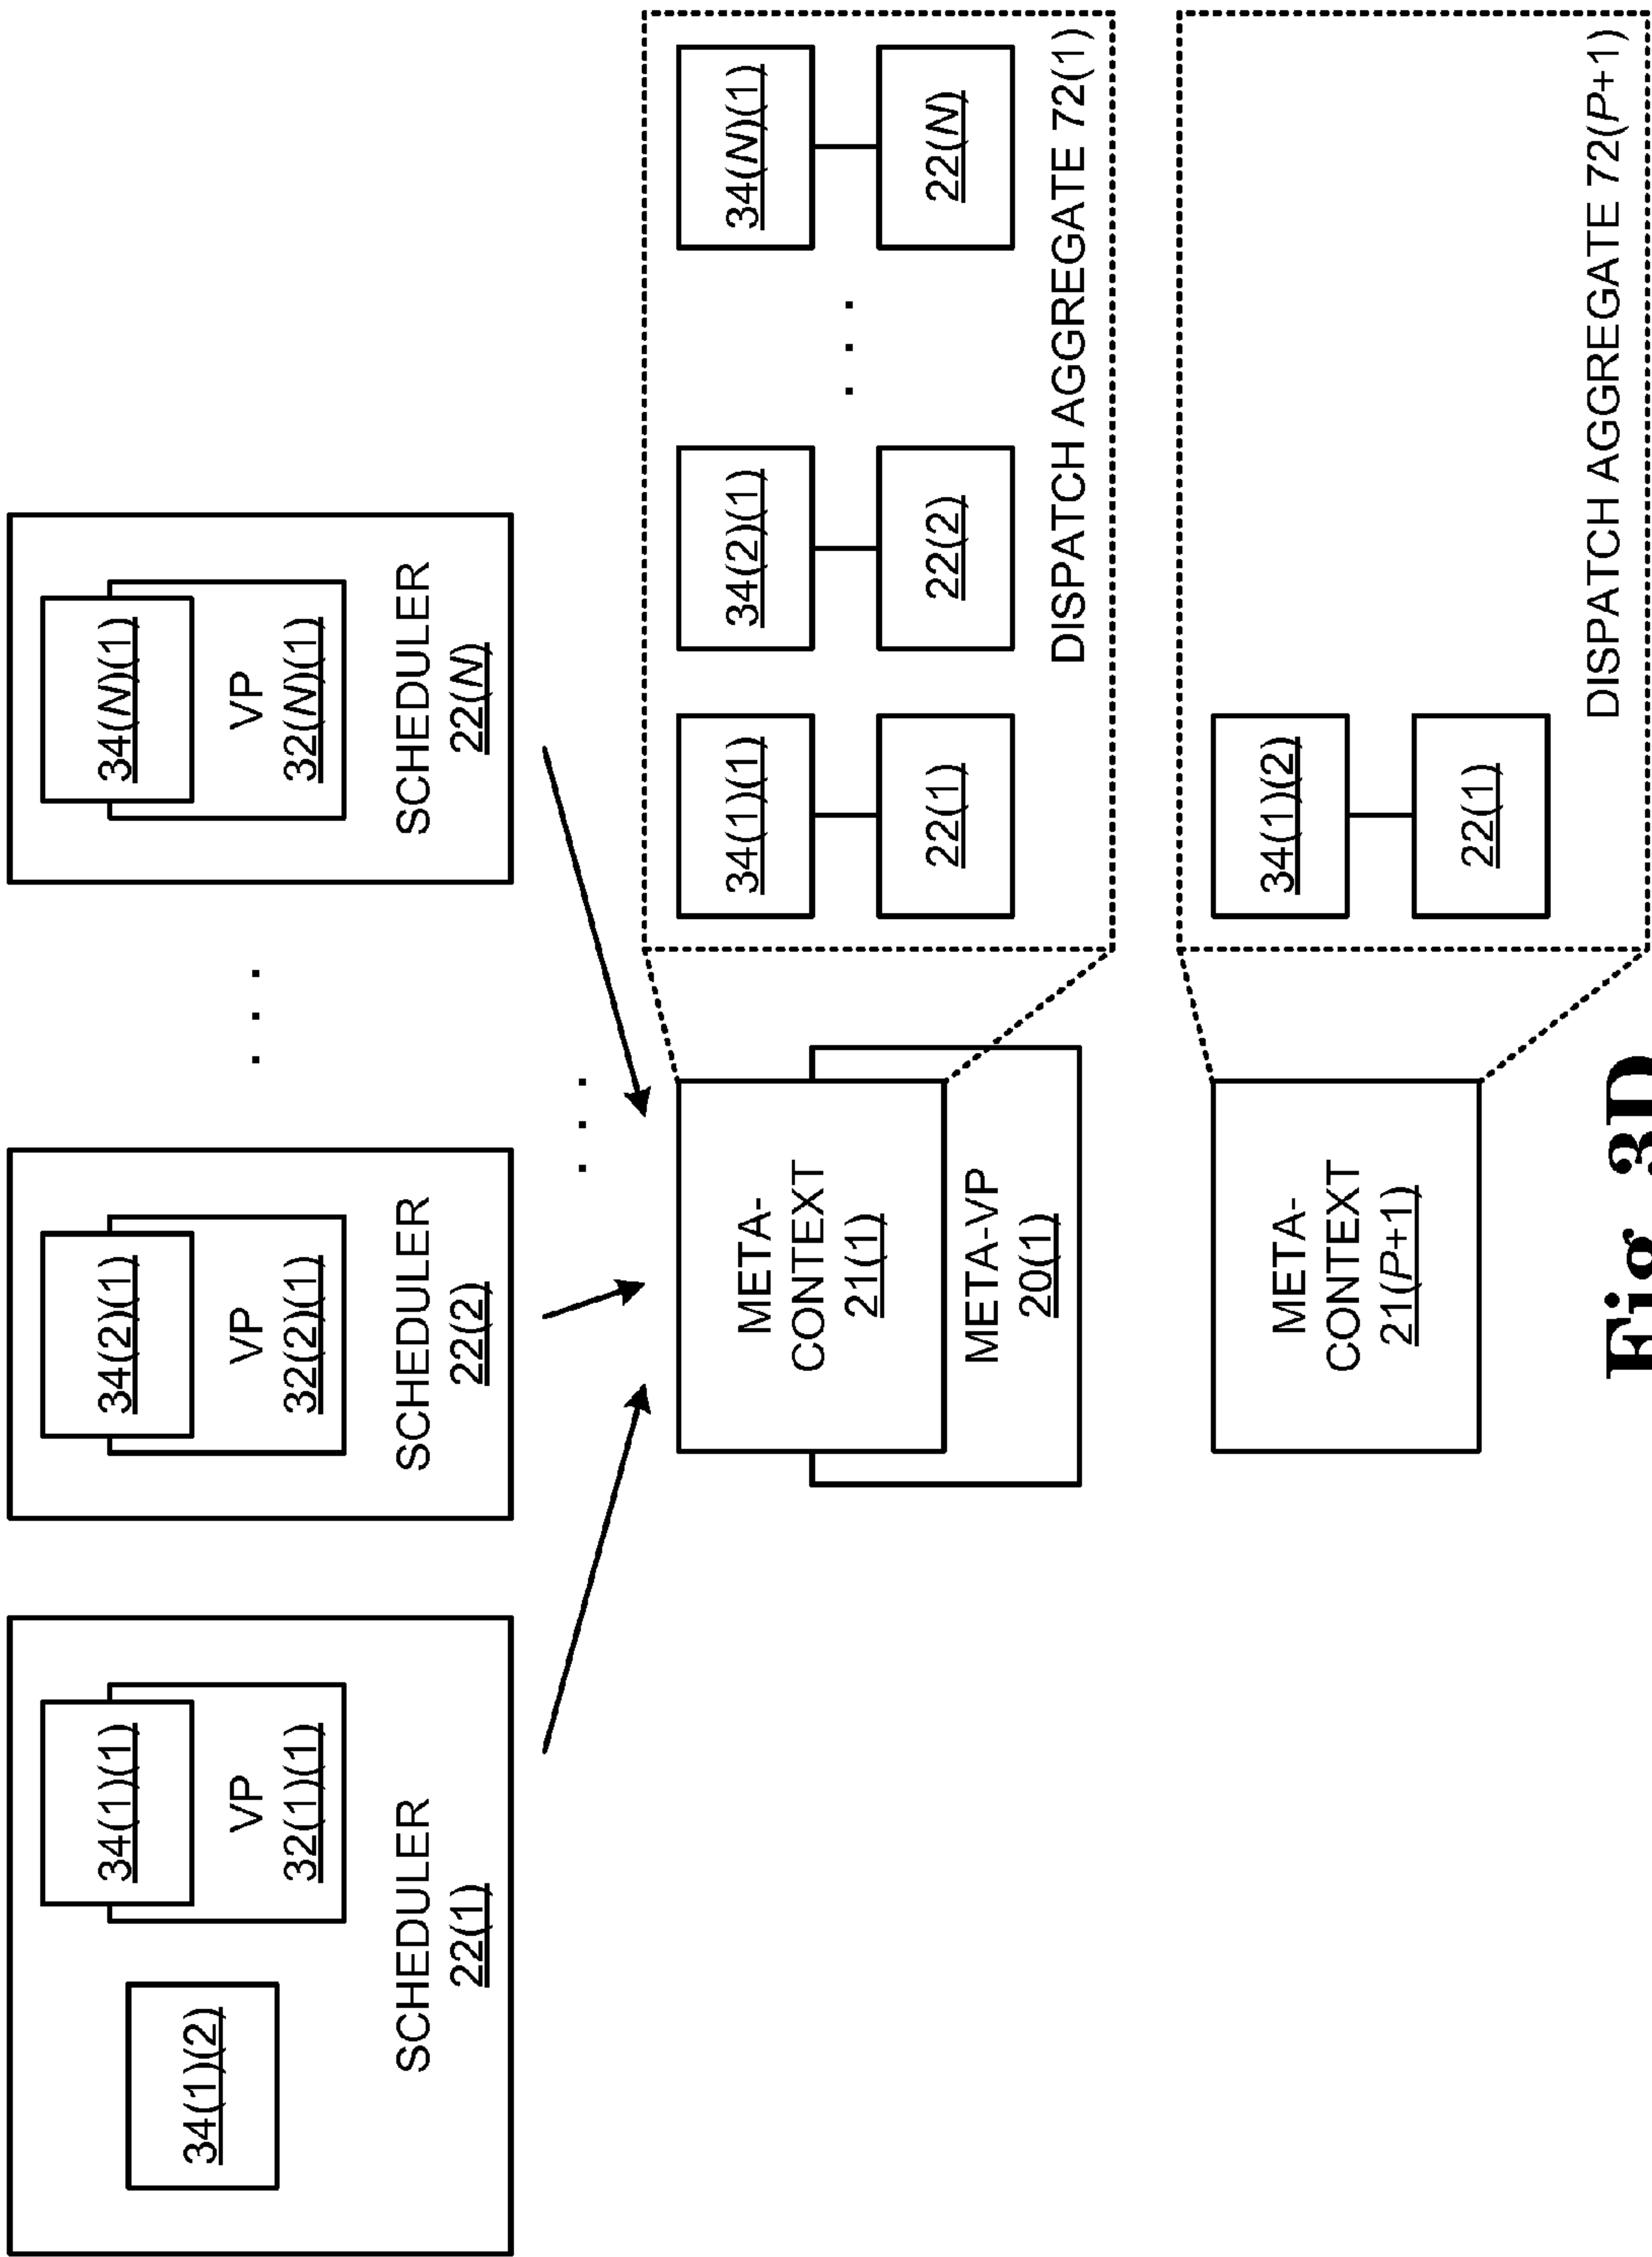 34(1)(2)
34(1)(1)
VP
32(1)(1)
SCHEDULER
22(1)
34(2)(1)
VP
32(2)(1)
SCHEDULER
22(2)
. . .
34(N)(1)
VP
32(N)(1)
SCHEDULER
22(N)
. . .
META-
CONTEXT
21(1)
META-VP
20(1)
34(1)(1)
22(1)
34(2)(1)
22(2)
. . .
34(N)(1)
22(N)
DISPATCH AGGREGATE 72(1)
META-
CONTEXT
21(P+1)
34(1)(2)
22(1)
DISPATCH AGGREGATE 72(P+1)
Fig. 3D